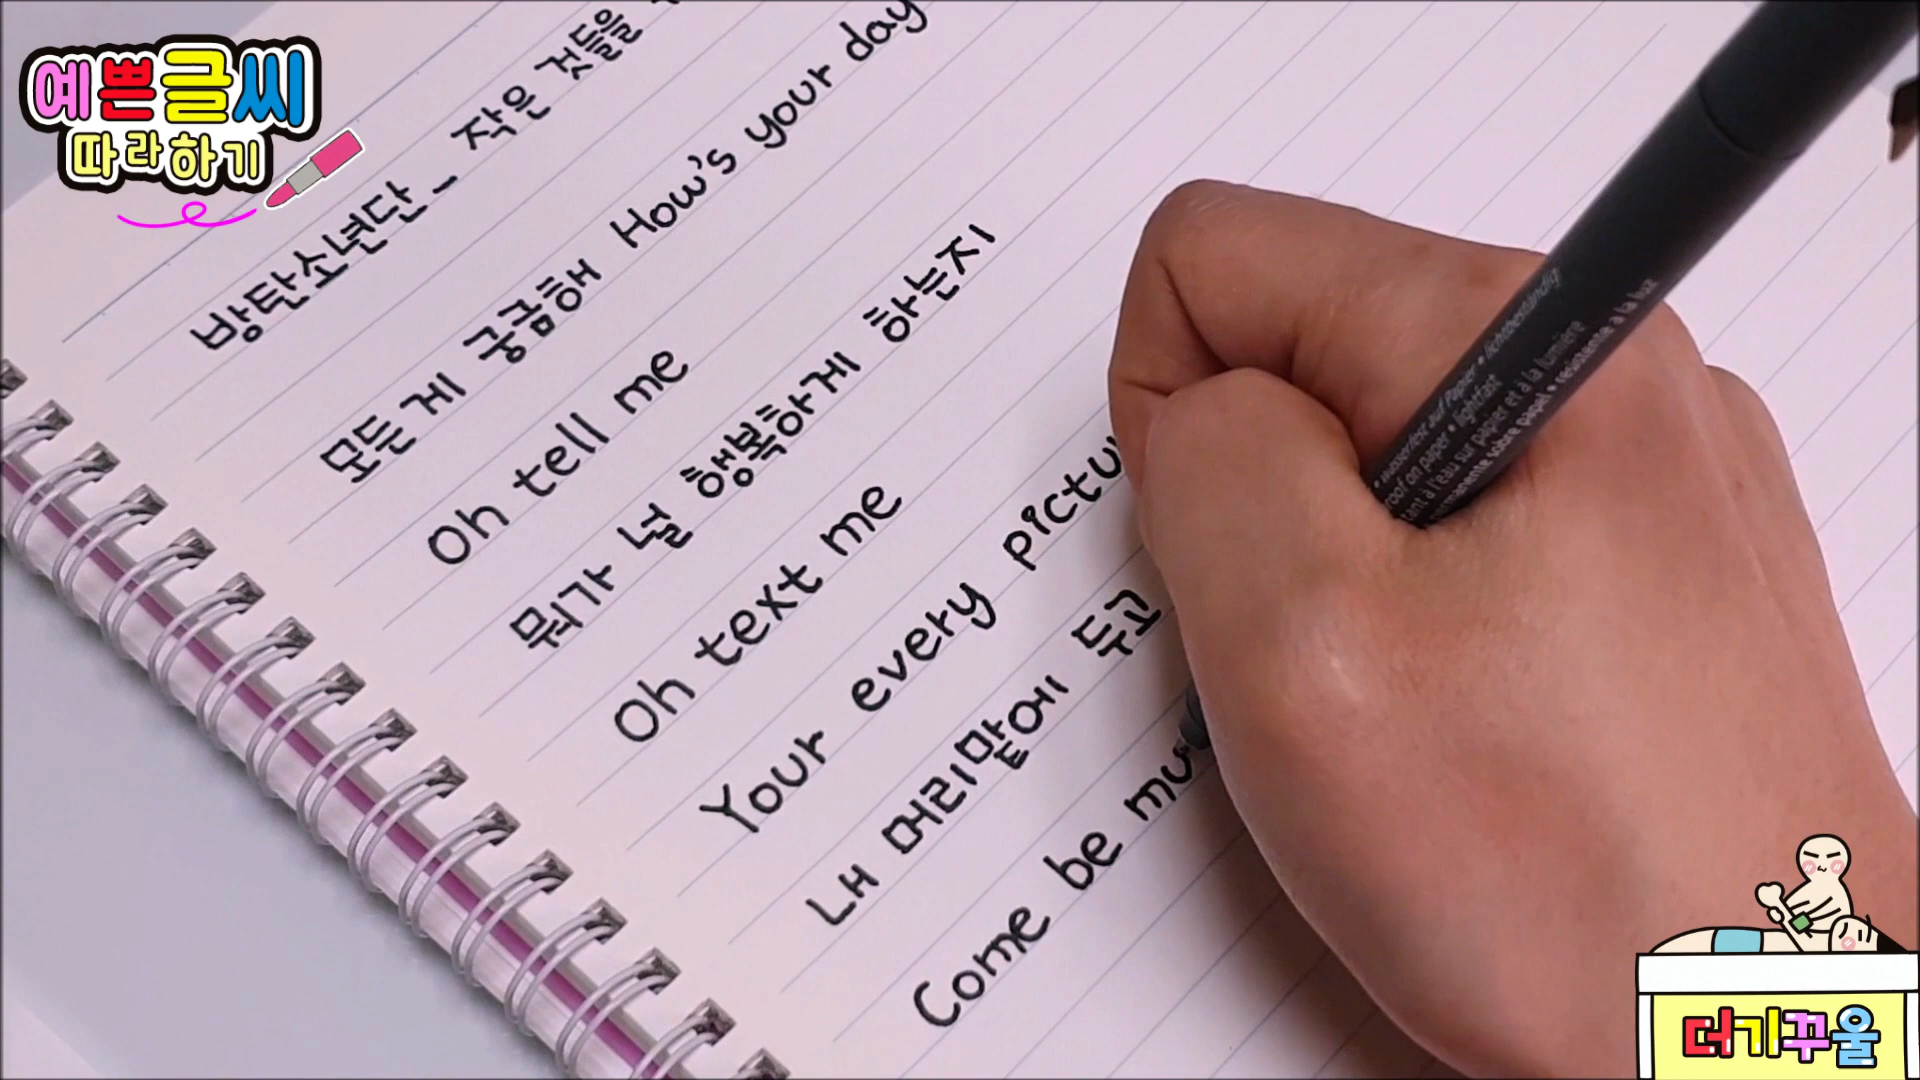 예쁜글씨
따라하기
방탄소년단 - 작은 것들을
모든게 궁금해 How's your day
Oh tell me
뭐가 널 행복하게 하는지
Oh text me
Your every
내 머리맡에 두고
Come be
lightfast
더기꾸울